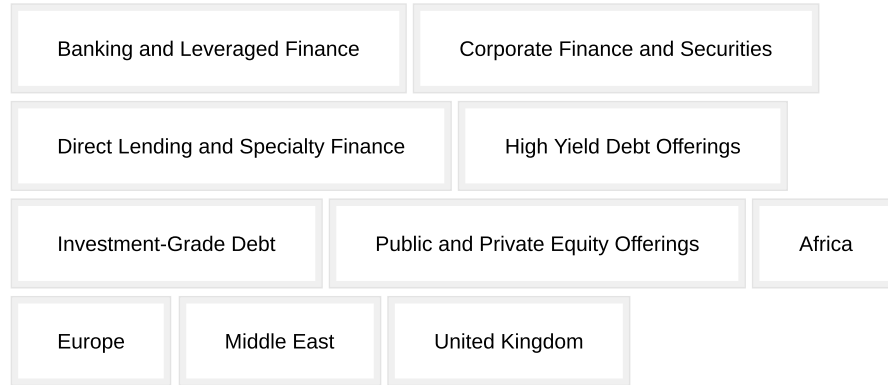 Banking and Leveraged Finance Corporate Finance and Securities
Direct Lending and Specialty Finance High Yield Debt Offerings
Investment-Grade Debt Public and Private Equity Offerings Africa
Europe Middle East United Kingdom